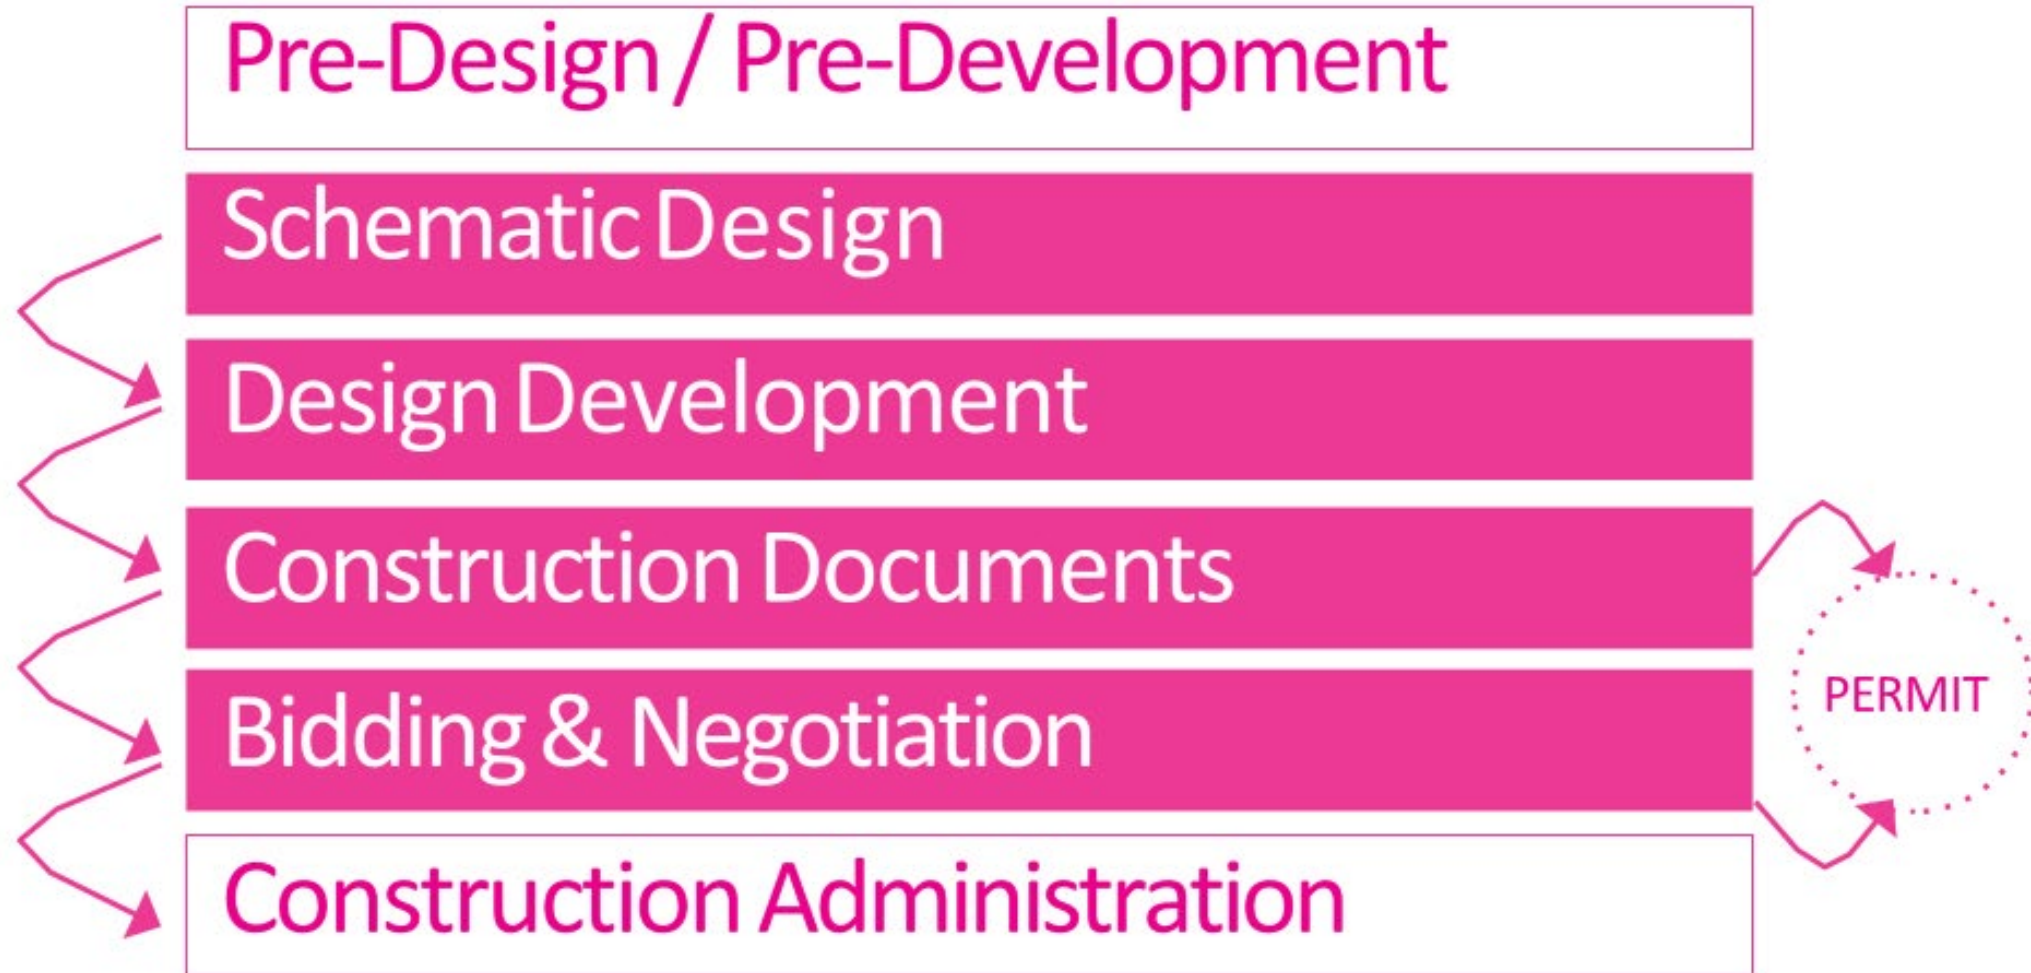 Pre-Design / Pre-Development
Schematic Design
Design Development
Construction Documents
PERMIT
Bidding & Negotiation
Construction Administration